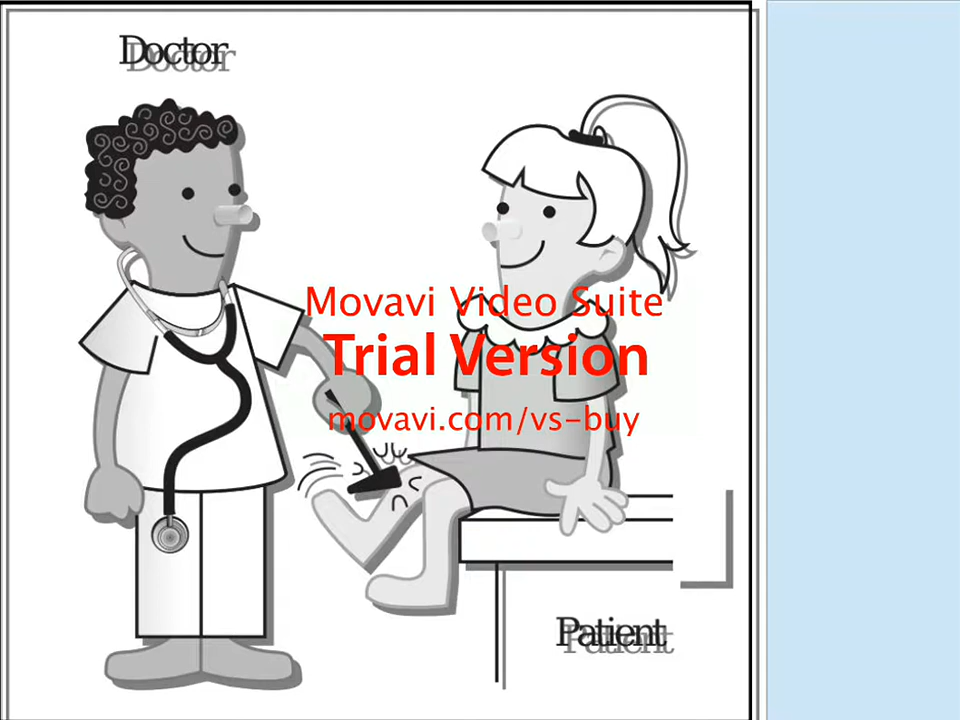 Doctor
Movavi Video Suite
Trial Version
movavi.com/vs-buy
Patient